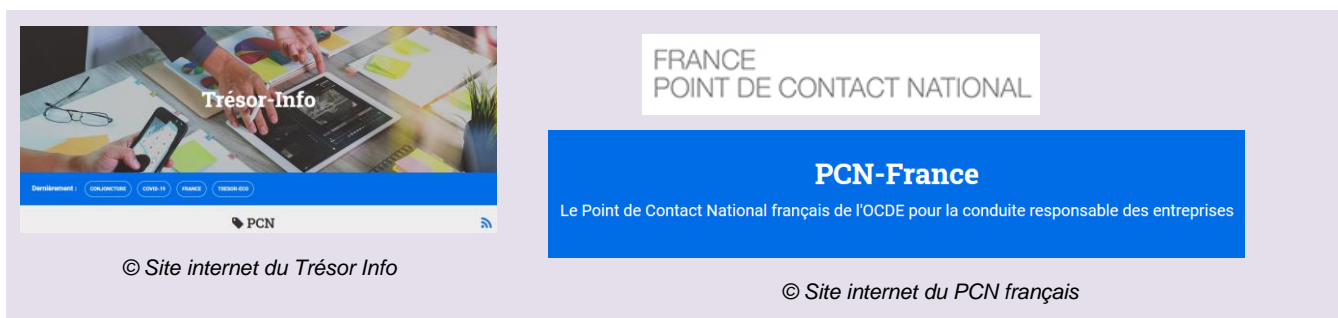 Trésor-Info
Dernièrement :
CONJONCTURE
COVID-19
FRANCE
TRESOR-ECO
PCN
© Site internet du Trésor Info
FRANCE
POINT DE CONTACT NATIONAL
PCN-France
Le Point de Contact National français de l'OCDE pour la conduite responsable des entreprises
© Site internet du PCN français